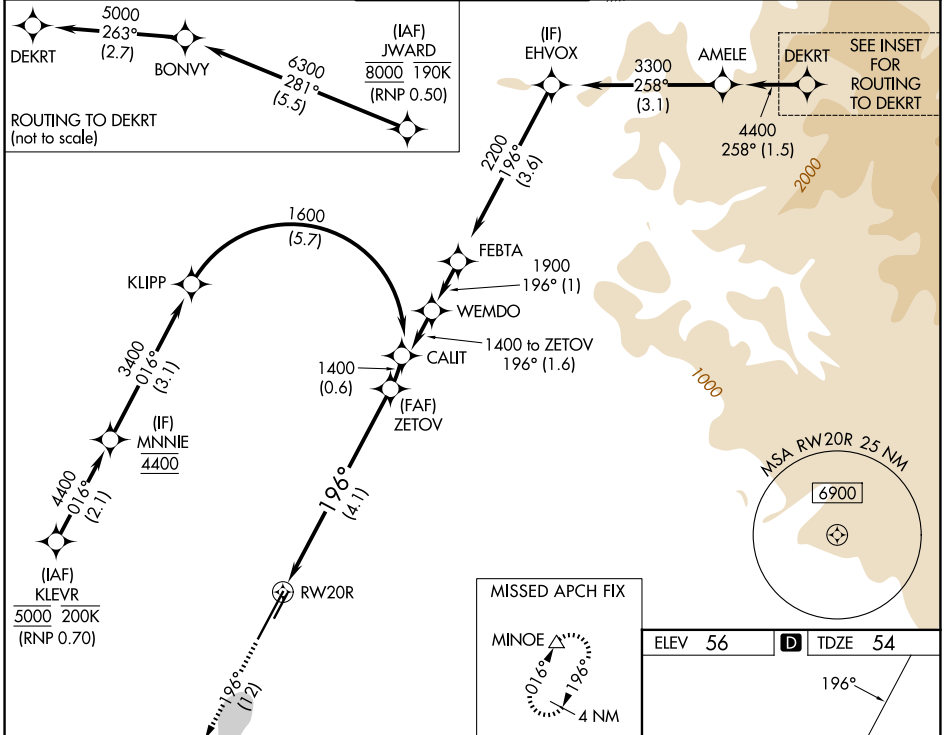 5000
263°
(2.7)
DEKRT
BONVY
6300
281°
(5.5)
(IAF)
JWARD
8000 190K
(RNP 0.50)
ROUTING TO DEKRT
(not to scale)
(IF)
EHVOX
3300
258°
(3.1)
AMELE
DEKRT
SEE INSET
FOR
ROUTING
TO DEKRT
4400
258° (1.5)
2000
2200
196°
(3.6)
1600
(5.7)
KLIPP
FEBTA
1900
196° (1)
WEMDO
1400 to ZETOV
196° (1.6)
CALIT
1400
(0.6)
(FAF)
ZETOV
1000
3400
016°
(3.1)
(IF)
MNNIE
4400
4400
016°
(2.1)
(IAF)
KLEVR
5000 200K
(RNP 0.70)
196°
(4.1)
RW20R
196°
(12)
MSA RW20R 25 NM
6900
MISSED APCH FIX
MINOE
016°
196°
4 NM
ELEV 56
D
TDZE 54
196°